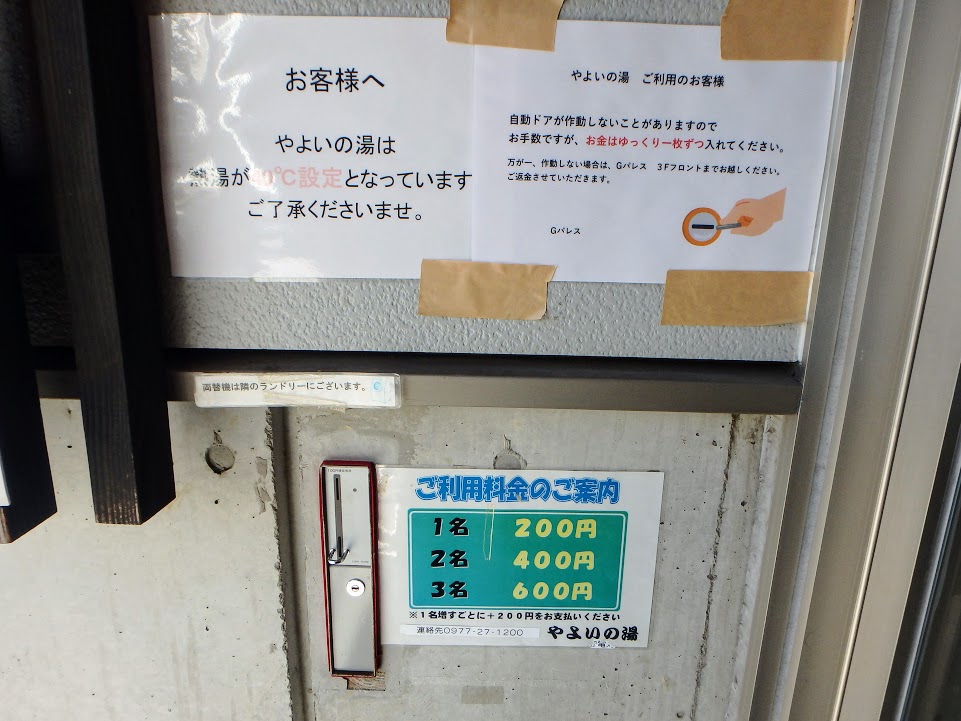 お客様へ
やよいの湯は
熱湯が 0℃設定となっています
ご了承くださいませ。
やよいの湯 ご利用のお客様
自動ドアが作動しないことがありますので
お手数ですが、お金はゆっくり一枚ずつ入れてください。
万が一、作動しない場合は、Gパレス 3Fフロントまでお越しください。
ご返金させていただきます。
Gパレス
両替機は隣のランドリーにございます。
ご利用料金のご案内
1名 200円
2名 400円
3名 600円
※1名増すごとに+200円をお支払いください
連絡先0977-27-1200 やよいの湯